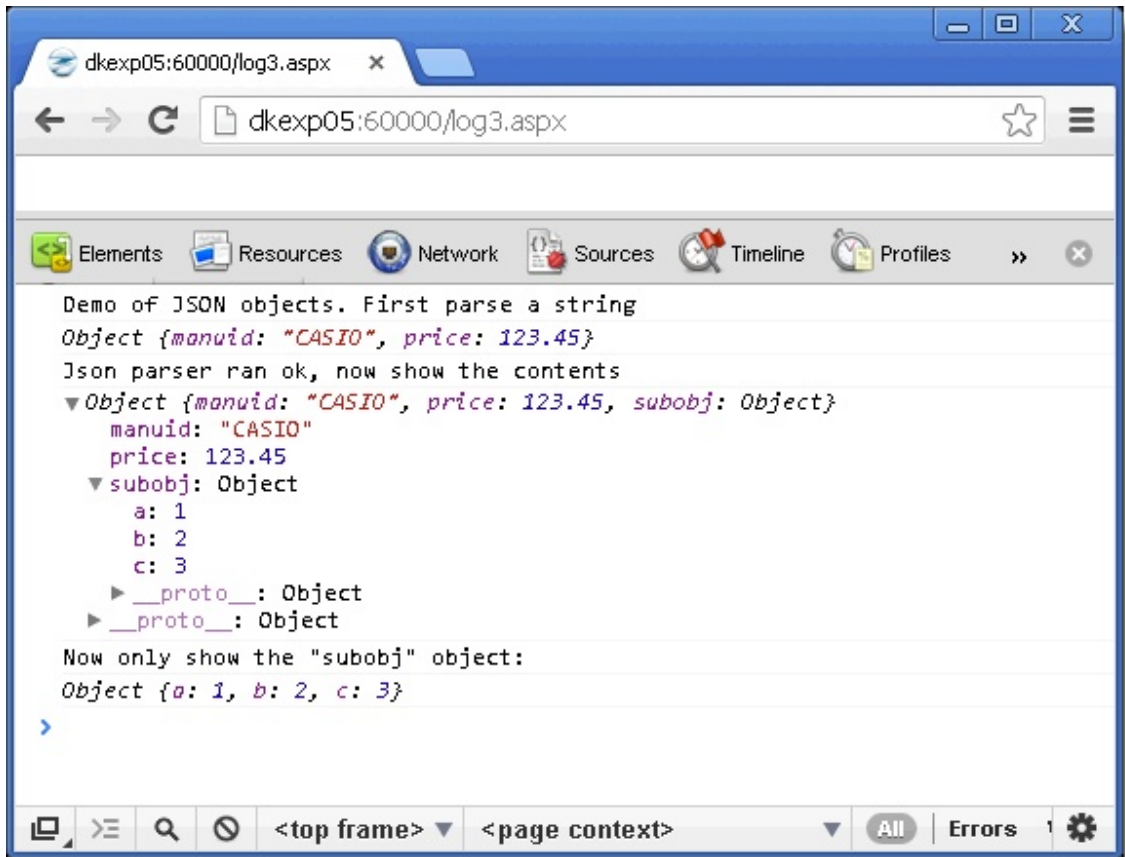 dkexp05:60000/log3.aspx
dkexp05:60000/log3.aspx
Elements Resources Network Sources Timeline Profiles »
Demo of JSON objects. First parse a string
Object {manuid: "CASIO", price: 123.45}
Json parser ran ok, now show the contents
Object {manuid: "CASIO", price: 123.45, subobj: Object}
manuid: "CASIO"
price: 123.45
subobj: Object
a: 1
b: 2
c: 3
__proto__: Object
__proto__: Object
Now only show the "subobj" object:
Object {a: 1, b: 2, c: 3}
<top frame> <page context> All Errors